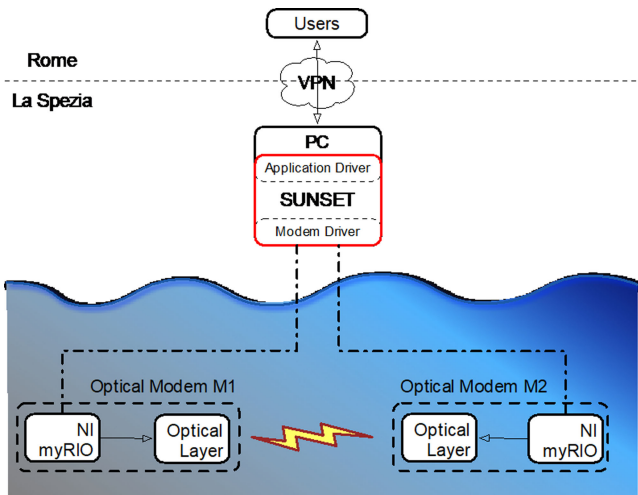 Users
Rome
VPN
La Spezia
PC
Application Driver
SUNSET
Modem Driver
Optical Modem M1
Optical Modem M2
NI
myRIO
Optical
Layer
Optical
Layer
NI
myRIO